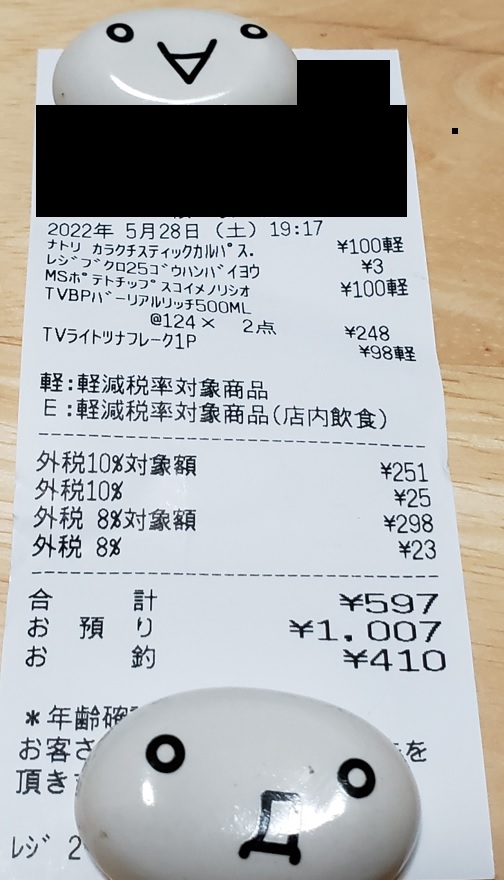 2022年 5月28日(土) 19:17
ナトリ カラクチスティックカルパス. ¥100軽
レジブクロ25ゴウハンバイヨウ ¥3
MSポテトチップスコイメノリシオ ¥100軽
TVBPバーリアルリッチ500ML
@124× 2点 ¥248
TVライトツナフレーク1P ¥98軽
軽:軽減税率対象商品
E:軽減税率対象商品(店内飲食)
外税10%対象額 ¥251
外税10% ¥25
外税 8%対象額 ¥298
外税 8% ¥23
合計 ¥597
お預り ¥1,007
お釣 ¥410
*年齢確
お客さ を
頂き
レジ 2